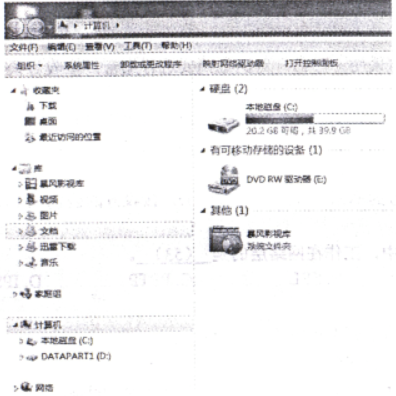 计算机
文件(F) 编辑(E) 查看(V) 工具(T) 帮助(H)
组织 系统属性 卸载或更改程序 映射网络驱动器 打开控制面板
收藏夹
下载
桌面
最近访问的位置
库
暴风影视库
视频
图片
文档
迅雷下载
音乐
家庭组
计算机
本地磁盘 (C:)
DATAPART1 (D:)
网络
硬盘 (2)
本地磁盘 (C:)
20.2 GB 可用，共 39.9 GB
有可移动存储的设备 (1)
DVD RW 驱动器 (E:)
其他 (1)
暴风影视库
系统文件夹